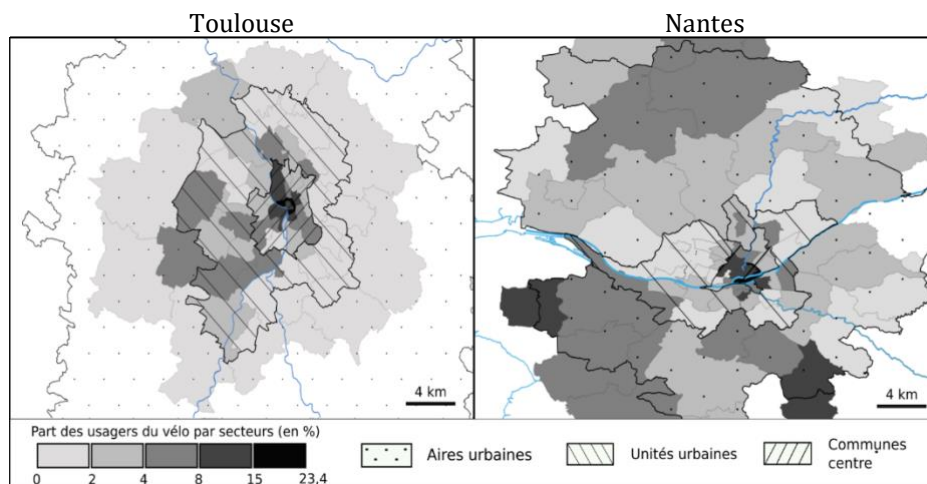 Toulouse
Nantes
4 km
4 km
Part des usagers du vélo par secteurs (en %)
0 2 4 8 15 23,4
Aires urbaines
Unités urbaines
Communes
centre